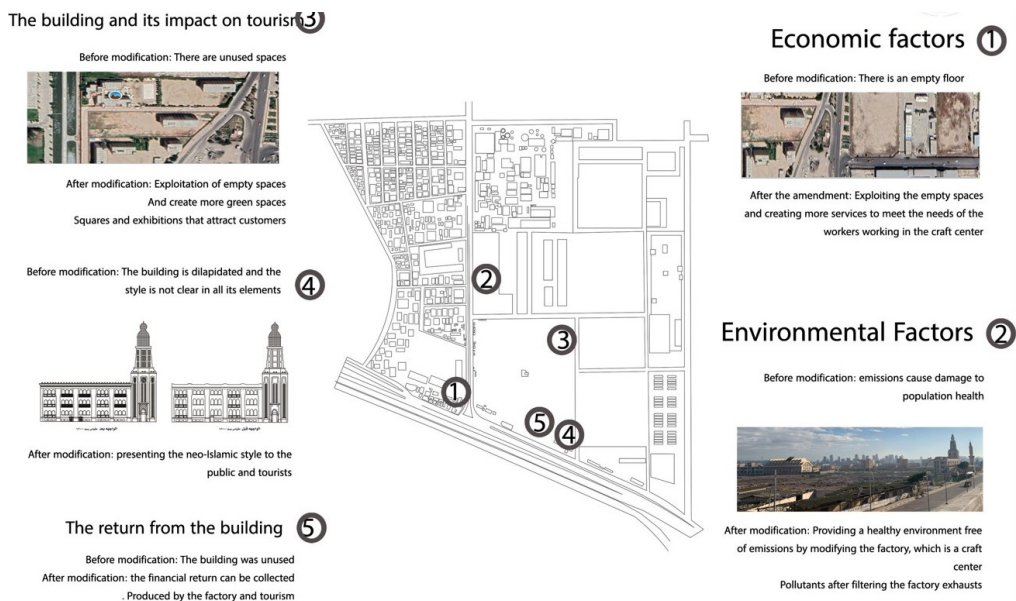 The building and its impact on tourism
3
Before modification: There are unused spaces
After modification: Exploitation of empty spaces
And create more green spaces
Squares and exhibitions that attract customers
Before modification: The building is dilapidated and the
style is not clear in all its elements
4
After modification: presenting the neo-Islamic style to the
public and tourists
The return from the building 5
Before modification: The building was unused
After modification: the financial return can be collected
. Produced by the factory and tourism
2
3
1
5
4
Economic factors 1
Before modification: There is an empty floor
After the amendment: Exploiting the empty spaces
and creating more services to meet the needs of the
workers working in the craft center
Environmental Factors 2
Before modification: emissions cause damage to
population health
After modification: Providing a healthy environment free
of emissions by modifying the factory, which is a craft
center
Pollutants after filtering the factory exhausts